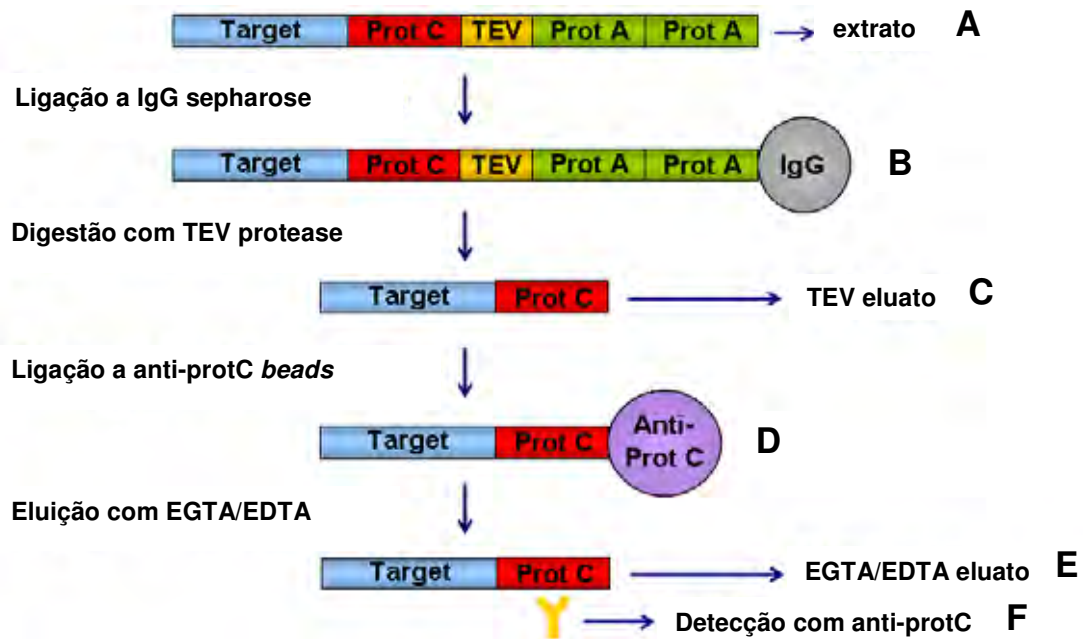 Target Prot C TEV Prot A Prot A extrato A
Ligação a IgG sepharose
Target Prot C TEV Prot A Prot A IgG B
Digestão com TEV protease
Target Prot C TEV eluato C
Ligação a anti-protC beads
Target Prot C Anti-
Prot C D
Eluição com EGTA/EDTA
Target Prot C EGTA/EDTA eluato E
Detecção com anti-protC F